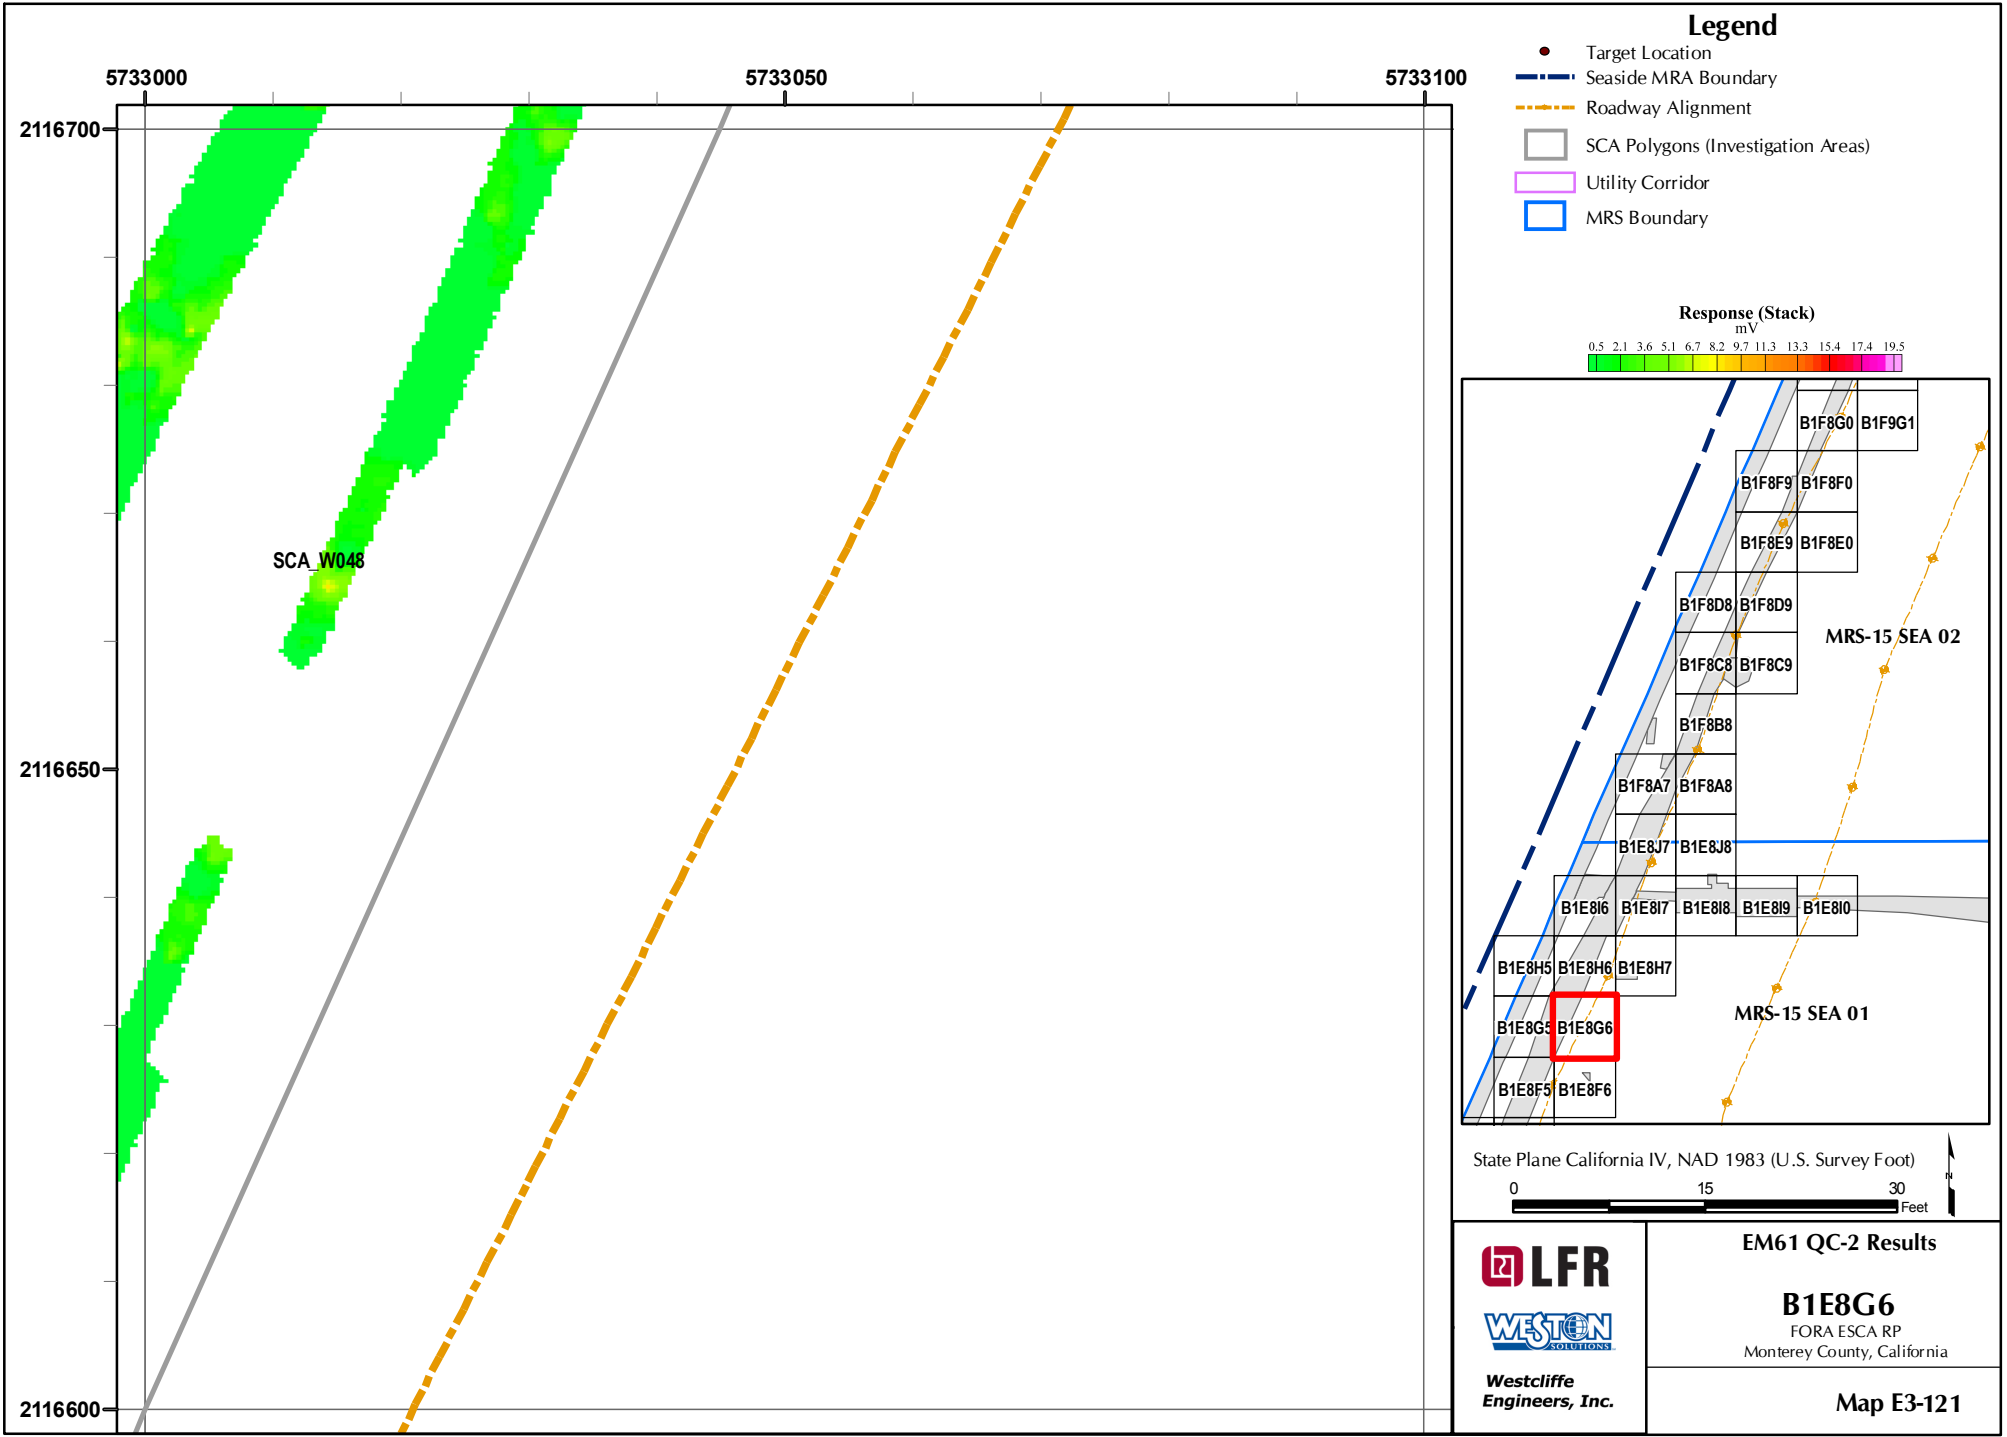 Legend
Target Location
Seaside MRA Boundary
Roadway Alignment
SCA Polygons (Investigation Areas)
Utility Corridor
MRS Boundary
5733000 5733050 5733100
2116700
SCA_W048
2116650
2116600
Response (Stack)
mV
0.5 2.1 3.6 5.1 6.7 8.2 9.7 11.3 13.3 15.4 17.4 19.5
B1F8G0 B1F9G1
B1F8F9 B1F8F0
B1F8E9 B1F8E0
B1F8D8 B1F8D9
MRS-15 SEA 02
B1F8C8 B1F8C9
B1F8B8
B1F8A7 B1F8A8
B1E8J7 B1E8J8
B1E8I6 B1E8I7 B1E8I8 B1E8I9 B1E8I0
B1E8H5 B1E8H6 B1E8H7
MRS-15 SEA 01
B1E8G5 B1E8G6
B1E8F5 B1E8F6
State Plane California IV, NAD 1983 (U.S. Survey Foot)
N
0 15 30
Feet
LFR
WESTON
SOLUTIONS
Westcliffe
Engineers, Inc.
EM61 QC-2 Results
B1E8G6
FORA ESCA RP
Monterey County, California
Map E3-121